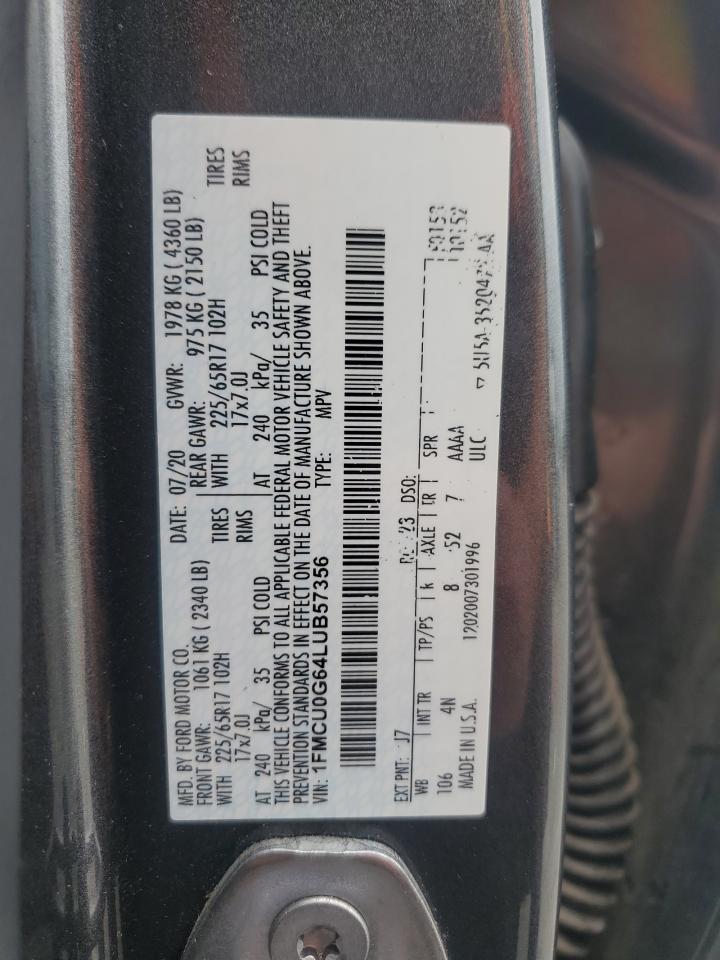 MFD. BY FORD MOTOR CO.
DATE: 07/20 GVWR: 1978 KG ( 4360 LB)
FRONT GAWR: 1061 KG ( 2340 LB) REAR GAWR: 975 KG ( 2150 LB)
WITH 225/65R17 102H TIRES WITH 225/65R17 102H TIRES
17x7.0J RIMS 17x7.0J RIMS
AT 240 kPa/ 35 PSI COLD AT 240 kPa/ 35 PSI COLD
THIS VEHICLE CONFORMS TO ALL APPLICABLE FEDERAL MOTOR VEHICLE SAFETY AND THEFT
PREVENTION STANDARDS IN EFFECT ON THE DATE OF MANUFACTURE SHOWN ABOVE.
VIN: 1FMCU0G64LUB57356 TYPE: MPV
EXT PNT: J7 DSO:
WB INT TR TP/PS AXLE TR SPR
106 4N 8 52 7 AAAA
MADE IN U.S.A. ULC